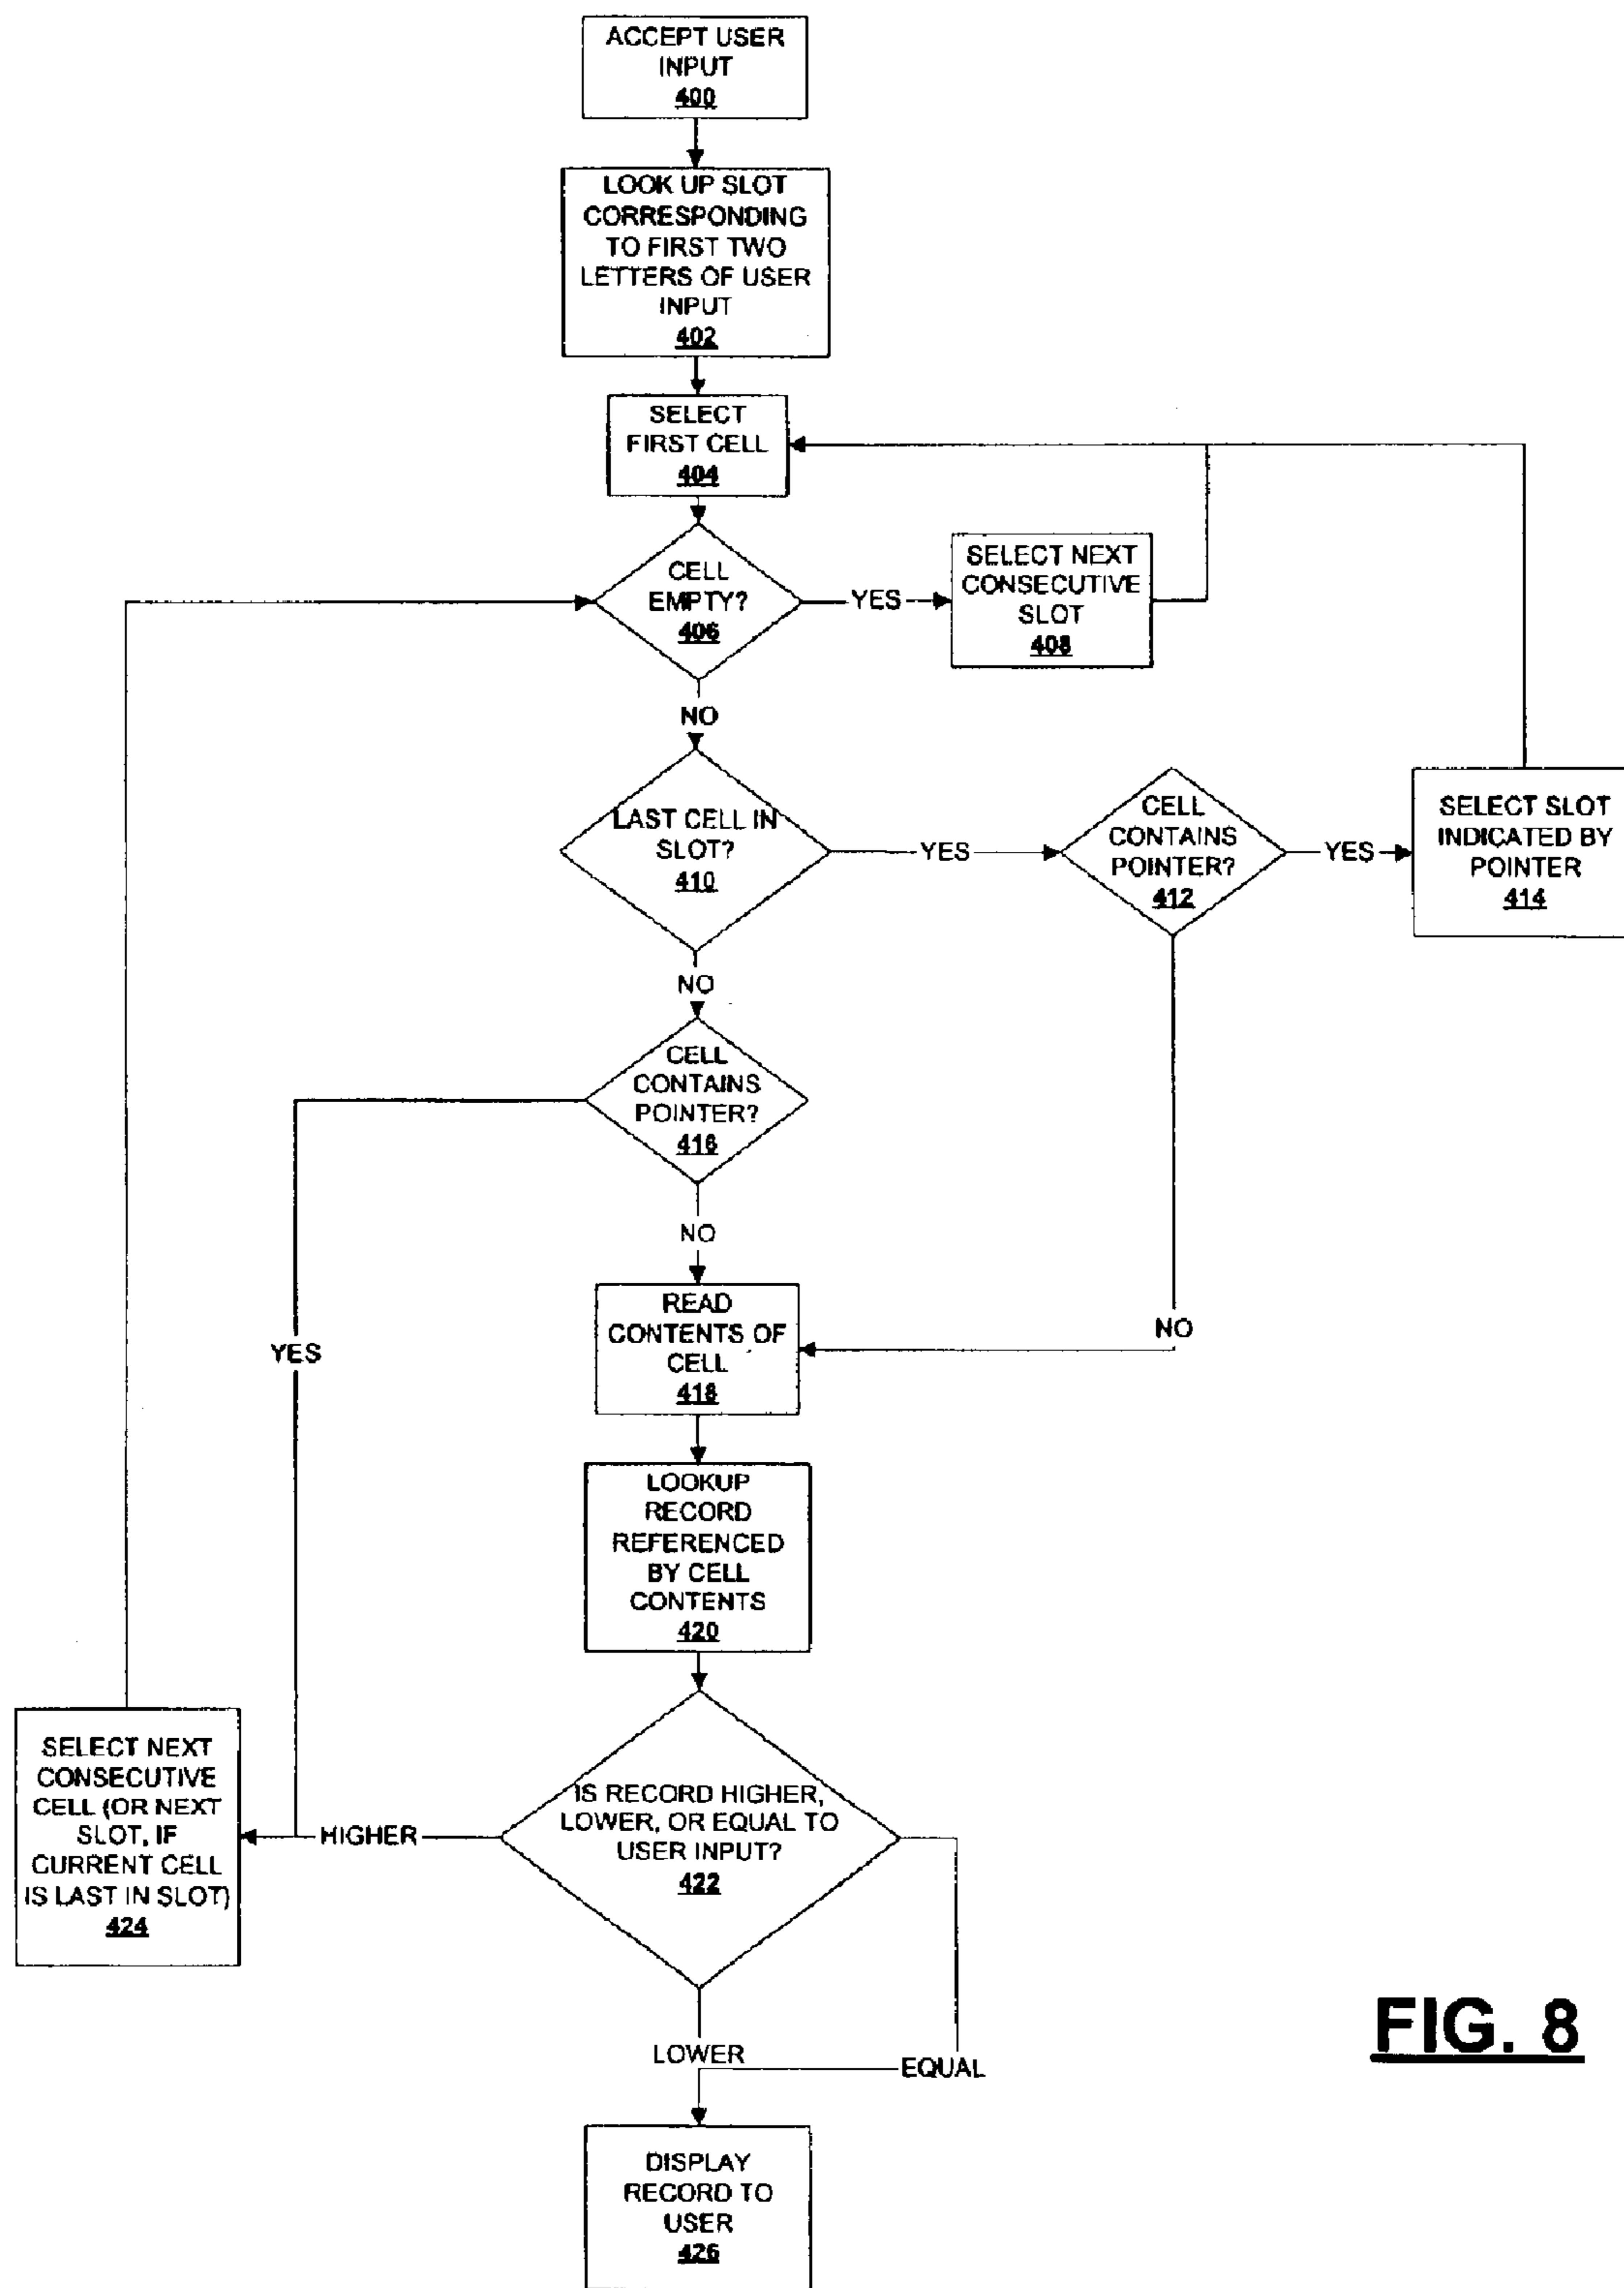 ACCEPT USER
INPUT
400
LOOK UP SLOT
CORRESPONDING
TO FIRST TWO
LETTERS OF USER
INPUT
402
SELECT
FIRST CELL
404
CELL
EMPTY?
406
YES
SELECT NEXT
CONSECUTIVE
SLOT
408
NO
LAST CELL IN
SLOT?
410
YES
CELL
CONTAINS
POINTER?
412
YES
SELECT SLOT
INDICATED BY
POINTER
414
NO
CELL
CONTAINS
POINTER?
416
NO
YES
NO
READ
CONTENTS OF
CELL
418
LOOKUP
RECORD
REFERENCED
BY CELL
CONTENTS
420
SELECT NEXT
CONSECUTIVE
CELL (OR NEXT
SLOT, IF
CURRENT CELL
IS LAST IN SLOT)
424
HIGHER
IS RECORD HIGHER,
LOWER, OR EQUAL TO
USER INPUT?
422
LOWER
EQUAL
DISPLAY
RECORD TO
USER
426
FIG. 8